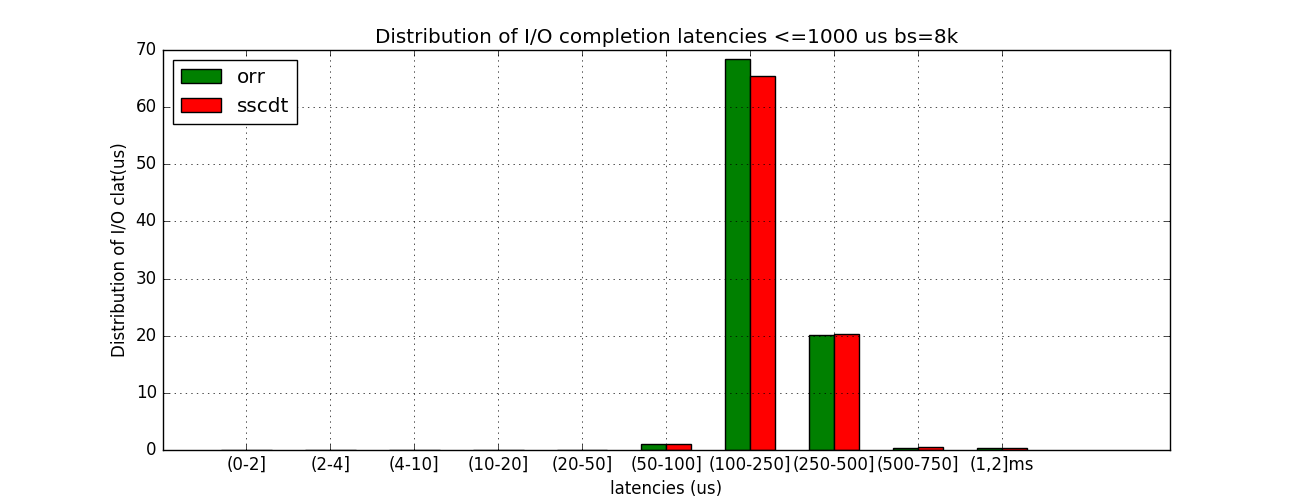 Distribution of I/O completion latencies <=1000 us bs=8k
70
60
50
40
30
20
10
0
Distribution of I/O clat(us)
orr
sscdt
(0-2] (2-4] (4-10] (10-20] (20-50] (50-100] (100-250] (250-500] (500-750] (1,2]ms
latencies (us)